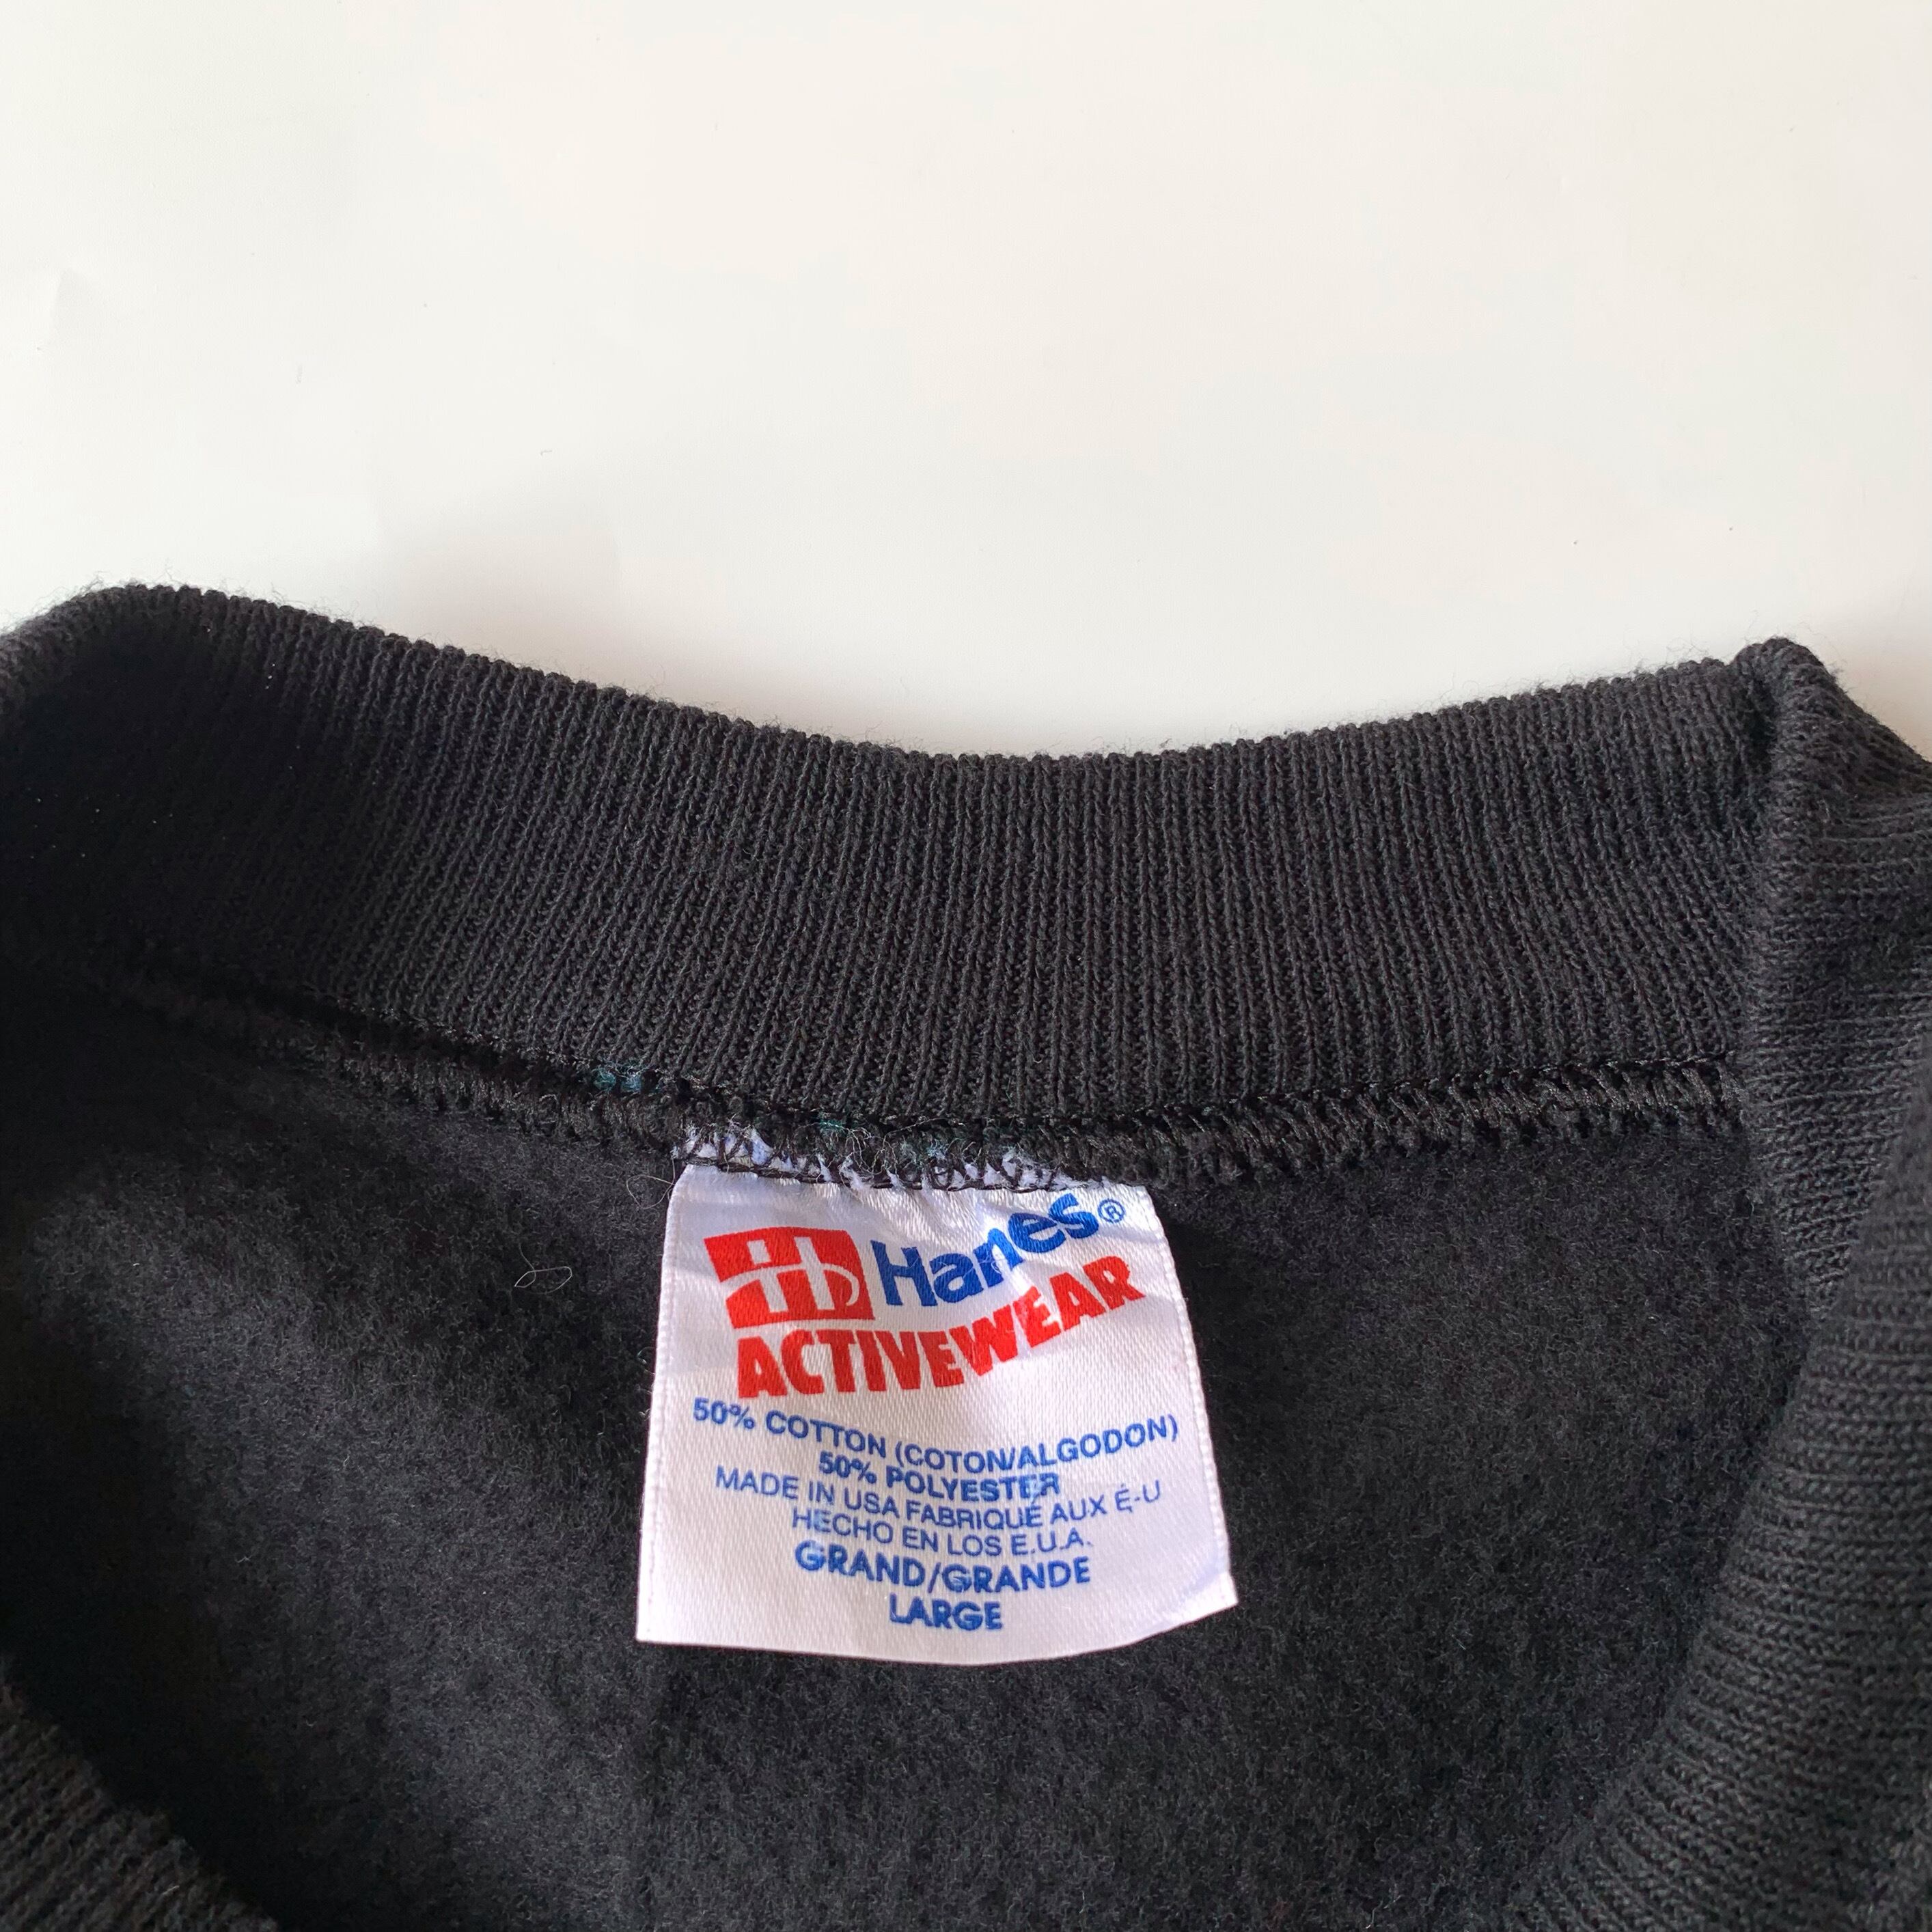 Hanes®
ACTIVEWEAR
50% COTTON (COTON/ALGODON)
50% POLYESTER
MADE IN USA FABRIQUÉ AUX É-U
HECHO EN LOS E.U.A.
GRAND/GRANDE
LARGE